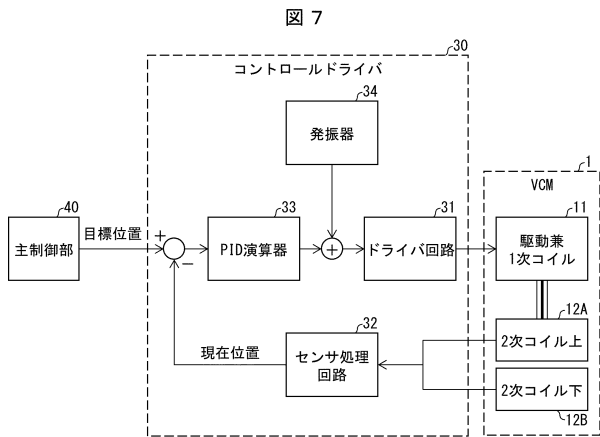 図 7
30
コントロールドライバ
34
発振器
1
VCM
40
主制御部
目標位置
+
−
33
PID演算器
+
31
ドライバ回路
11
駆動兼
1次コイル
12A
2次コイル上
32
センサ処理
回路
現在位置
2次コイル下
12B